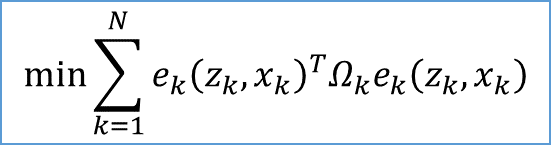 min ∑_{k=1}^{N} e_k(z_k, x_k)^T Ω_k e_k(z_k, x_k)